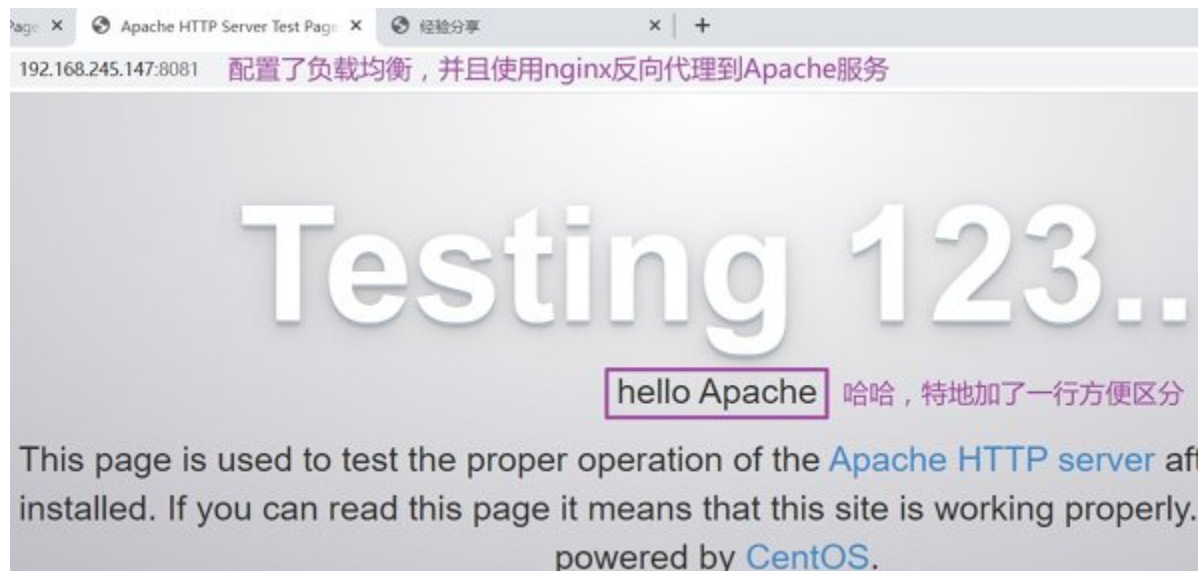 Page Apache HTTP Server Test Page 经验分享
192.168.245.147:8081 配置了负载均衡，并且使用nginx反向代理到Apache服务
Testing 123..
hello Apache 哈哈，特地加了一行方便区分
This page is used to test the proper operation of the Apache HTTP server aft
installed. If you can read this page it means that this site is working properly.
powered by CentOS.